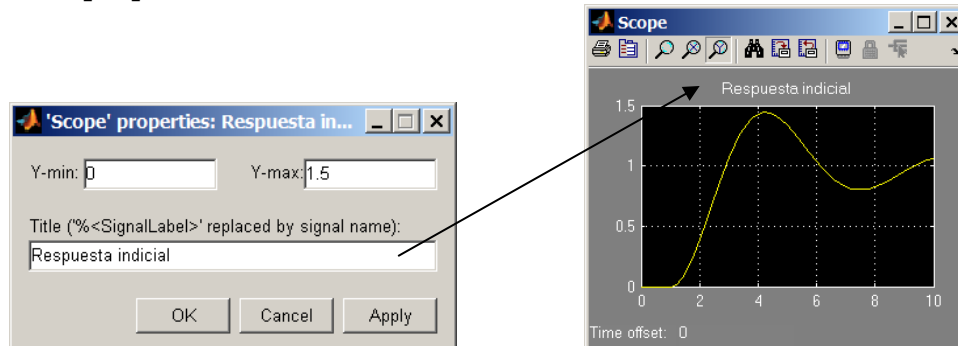 'Scope' properties: Respuesta in...
Y-min: 0
Y-max: 1.5
Title ('%<SignalLabel>' replaced by signal name):
Respuesta indicial
OK
Cancel
Apply
Scope
Respuesta indicial
1.5
1
0.5
0
0 2 4 6 8 10
Time offset: 0